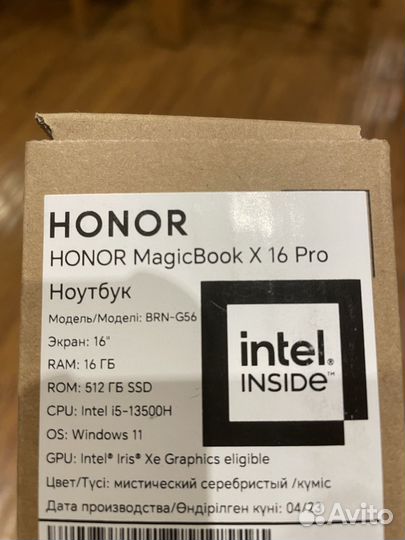 HONOR
HONOR MagicBook X 16 Pro
Ноутбук
Модель/Моделі: BRN-G56
Экран: 16"
RAM: 16 ГБ
ROM: 512 ГБ SSD
CPU: Intel i5-13500H
OS: Windows 11
GPU: Intel® Iris® Xe Graphics eligible
Цвет/Түсі: мистический серебристый /күміс
Дата производства/Өндірілген күні: 04/23
intel.
INSIDE™
Avito